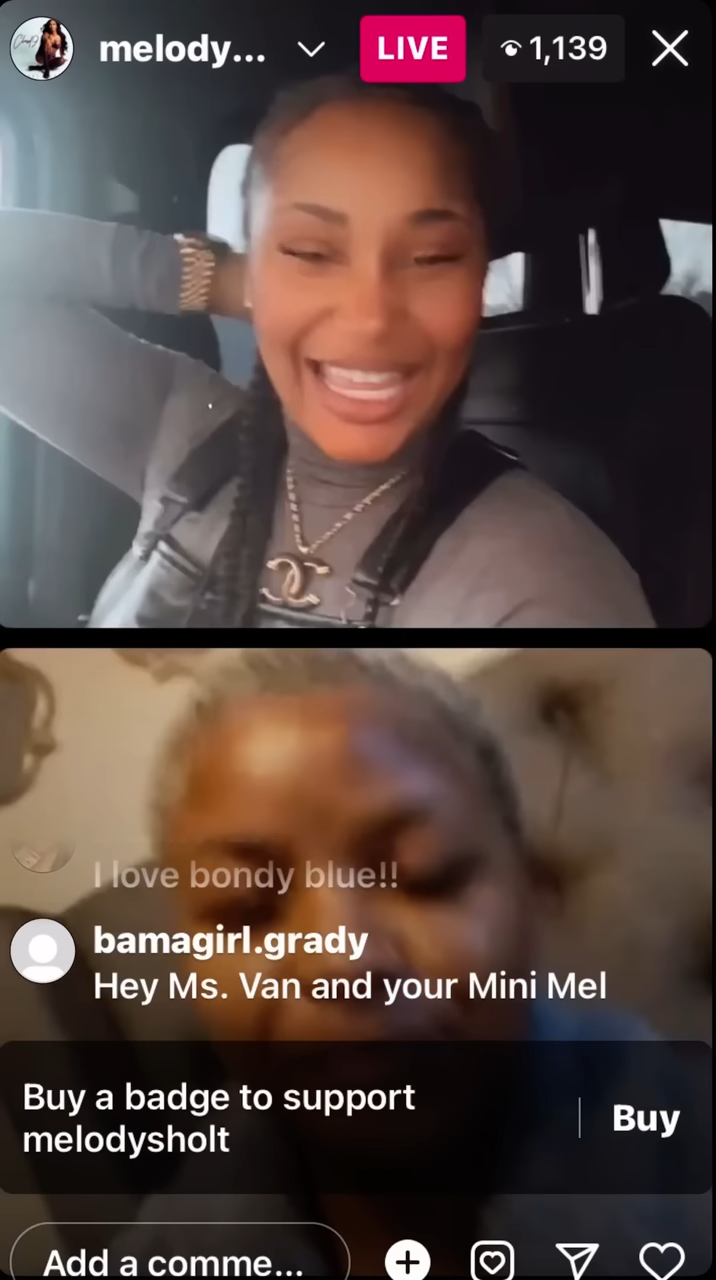 melody...
LIVE
1,139
I love bondy blue!!
bamagirl.grady
Hey Ms. Van and your Mini Mel
Buy a badge to support
melodysholt
Buy
Add a comme...